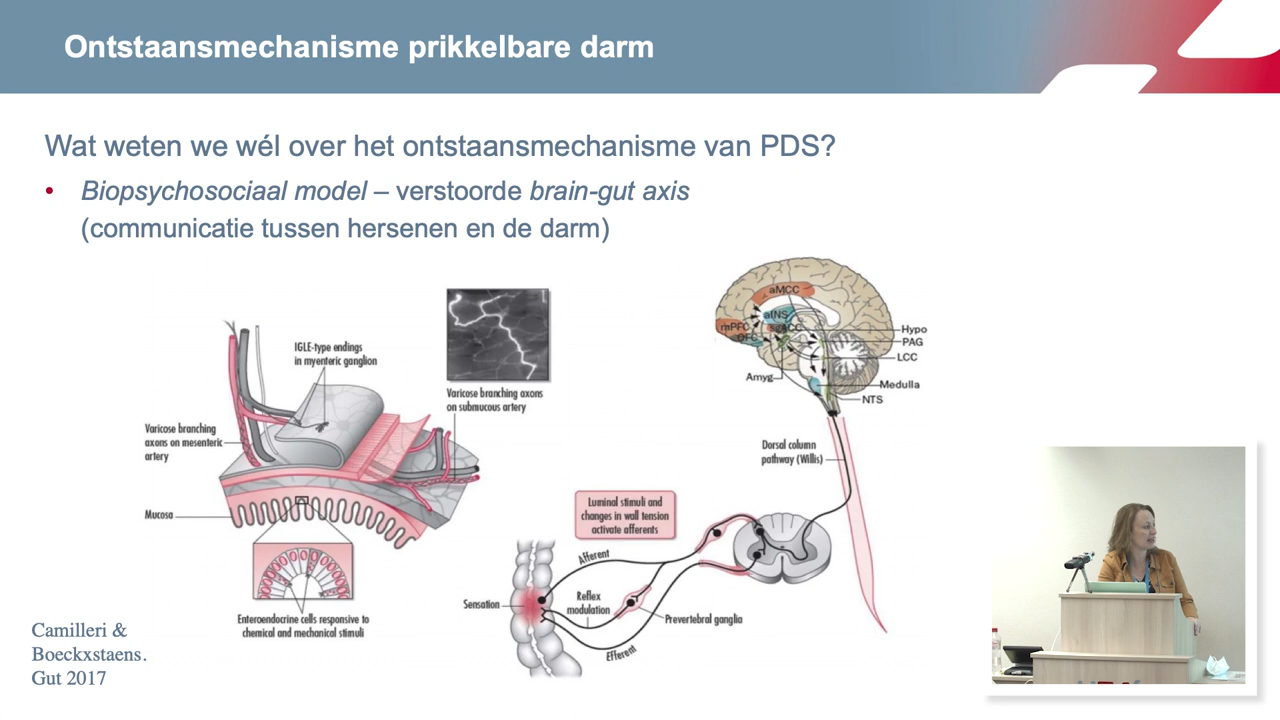 Ontstaansmechanisme prikkelbare darm
Wat weten we wél over het ontstaansmechanisme van PDS?
• Biopsychosociaal model – verstoorde brain-gut axis
(communicatie tussen hersenen en de darm)
IGLE-type endings
in myenteric ganglion
Varicose branching
axons on mesenteric
artery
Mucosa
Enteroendocrine cells responsive to
chemical and mechanical stimuli
Varicose branching axons
on submucous artery
aMCC
aINS
mPFC
OFC
Hypo
PAG
LCC
Amyg
Medulla
NTS
Dorsal column
pathway (Willis)
Luminal stimuli and
changes in wall tension
activate afferents
Afferent
Sensation
Reflex
modulation
Prevertebral ganglia
Efferent
Camilleri &
Boeckxstaens.
Gut 2017